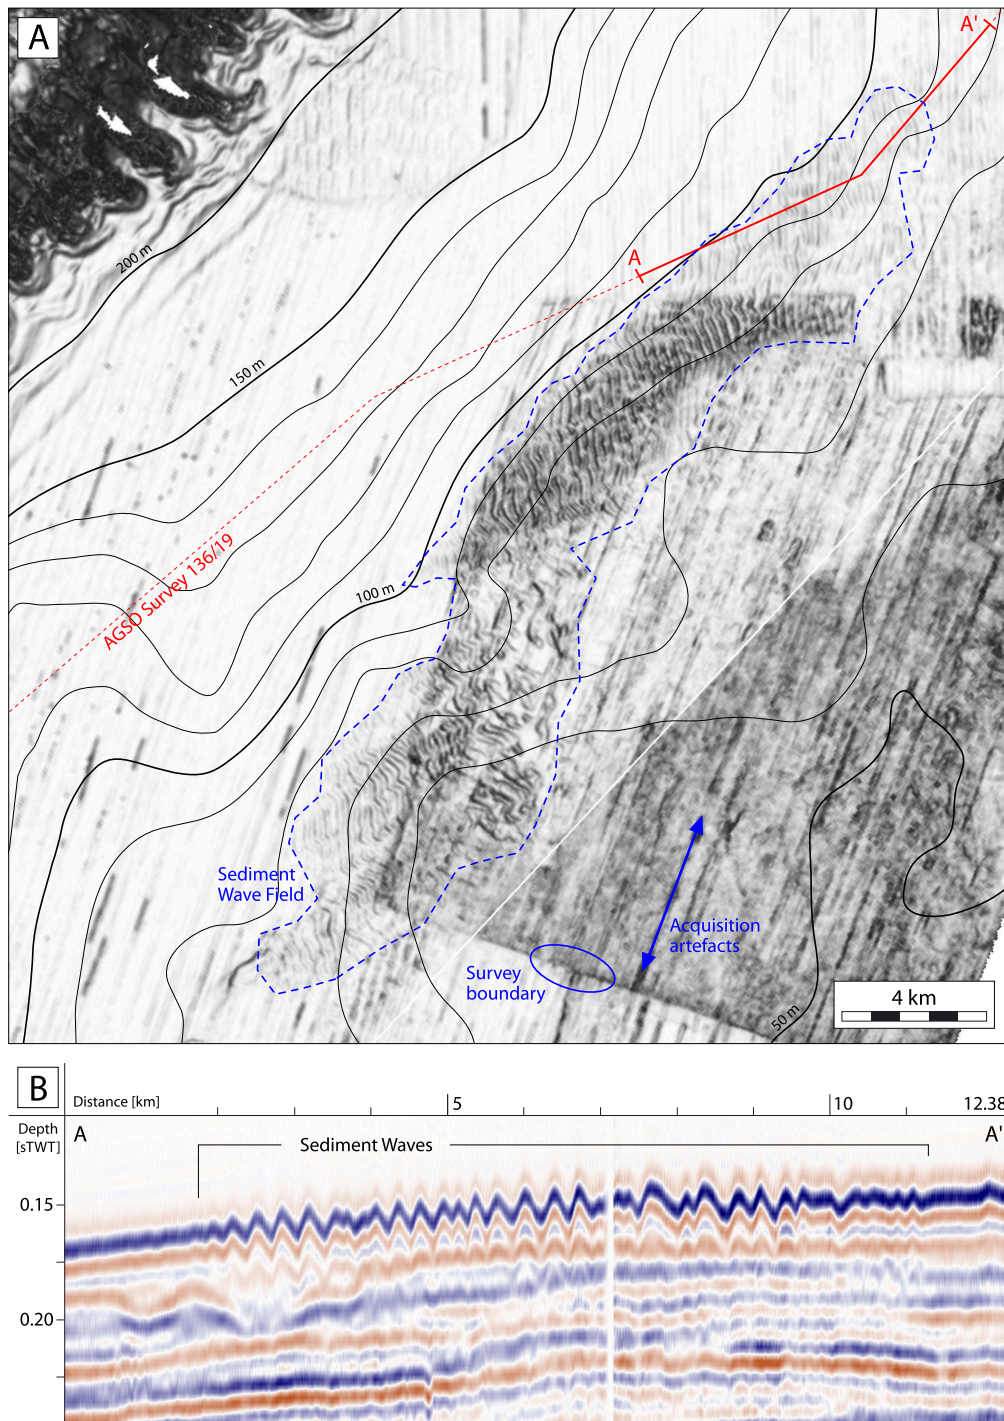 A
A'
200 m
A
150 m
AGSO Survey 136/19
100 m
Sediment
Wave Field
Acquisition
artefacts
Survey
boundary
4 km
50 m
B
Distance [km]
5
10
12.38
Depth
[sTWT]
A
A'
Sediment Waves
0.15
0.20